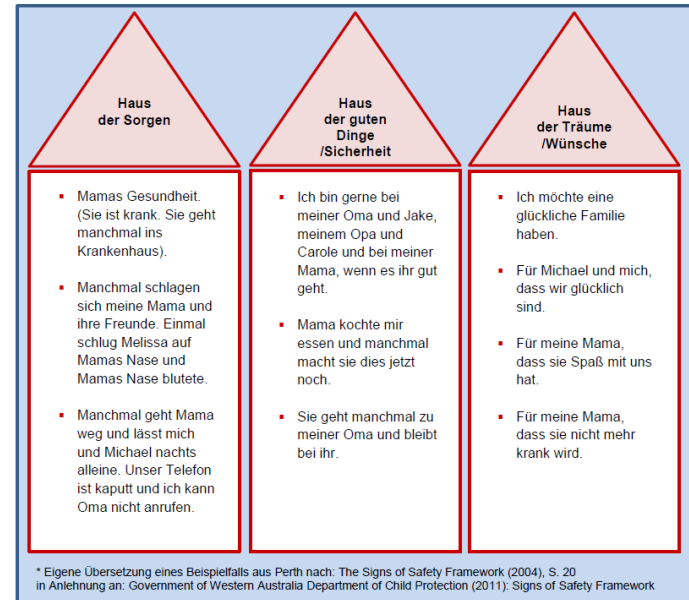 Haus
der Sorgen
▪ Mamas Gesundheit.
(Sie ist krank. Sie geht
manchmal ins
Krankenhaus).
▪ Manchmal schlagen
sich meine Mama und
ihre Freunde. Einmal
schlug Melissa auf
Mamas Nase und
Mamas Nase blutete.
▪ Manchmal geht Mama
weg und lässt mich
und Michael nachts
alleine. Unser Telefon
ist kaputt und ich kann
Oma nicht anrufen.
Haus
der guten
Dinge
/Sicherheit
▪ Ich bin gerne bei
meiner Oma und Jake,
meinem Opa und
Carole und bei meiner
Mama, wenn es ihr gut
geht.
▪ Mama kochte mir
essen und manchmal
macht sie dies jetzt
noch.
▪ Sie geht manchmal zu
meiner Oma und bleibt
bei ihr.
Haus
der Träume
/Wünsche
▪ Ich möchte eine
glückliche Familie
haben.
▪ Für Michael und mich,
dass wir glücklich
sind.
▪ Für meine Mama,
dass sie Spaß mit uns
hat.
▪ Für meine Mama,
dass sie nicht mehr
krank wird.
* Eigene Übersetzung eines Beispielfalls aus Perth nach: The Signs of Safety Framework (2004), S. 20
in Anlehnung an: Government of Western Australia Department of Child Protection (2011): Signs of Safety Framework